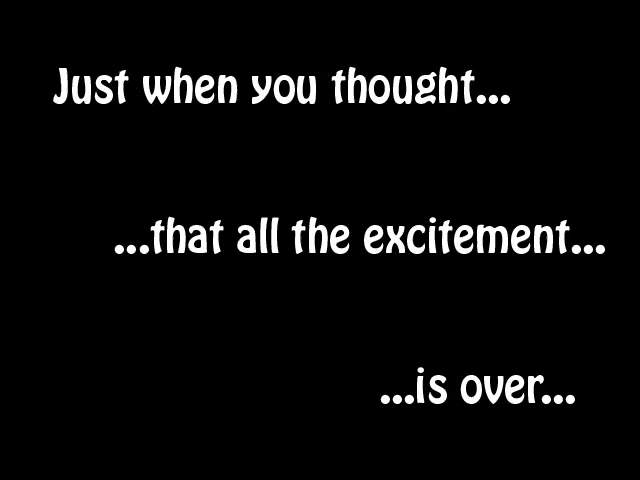 Just when you thought...
...that all the excitement...
...is over...